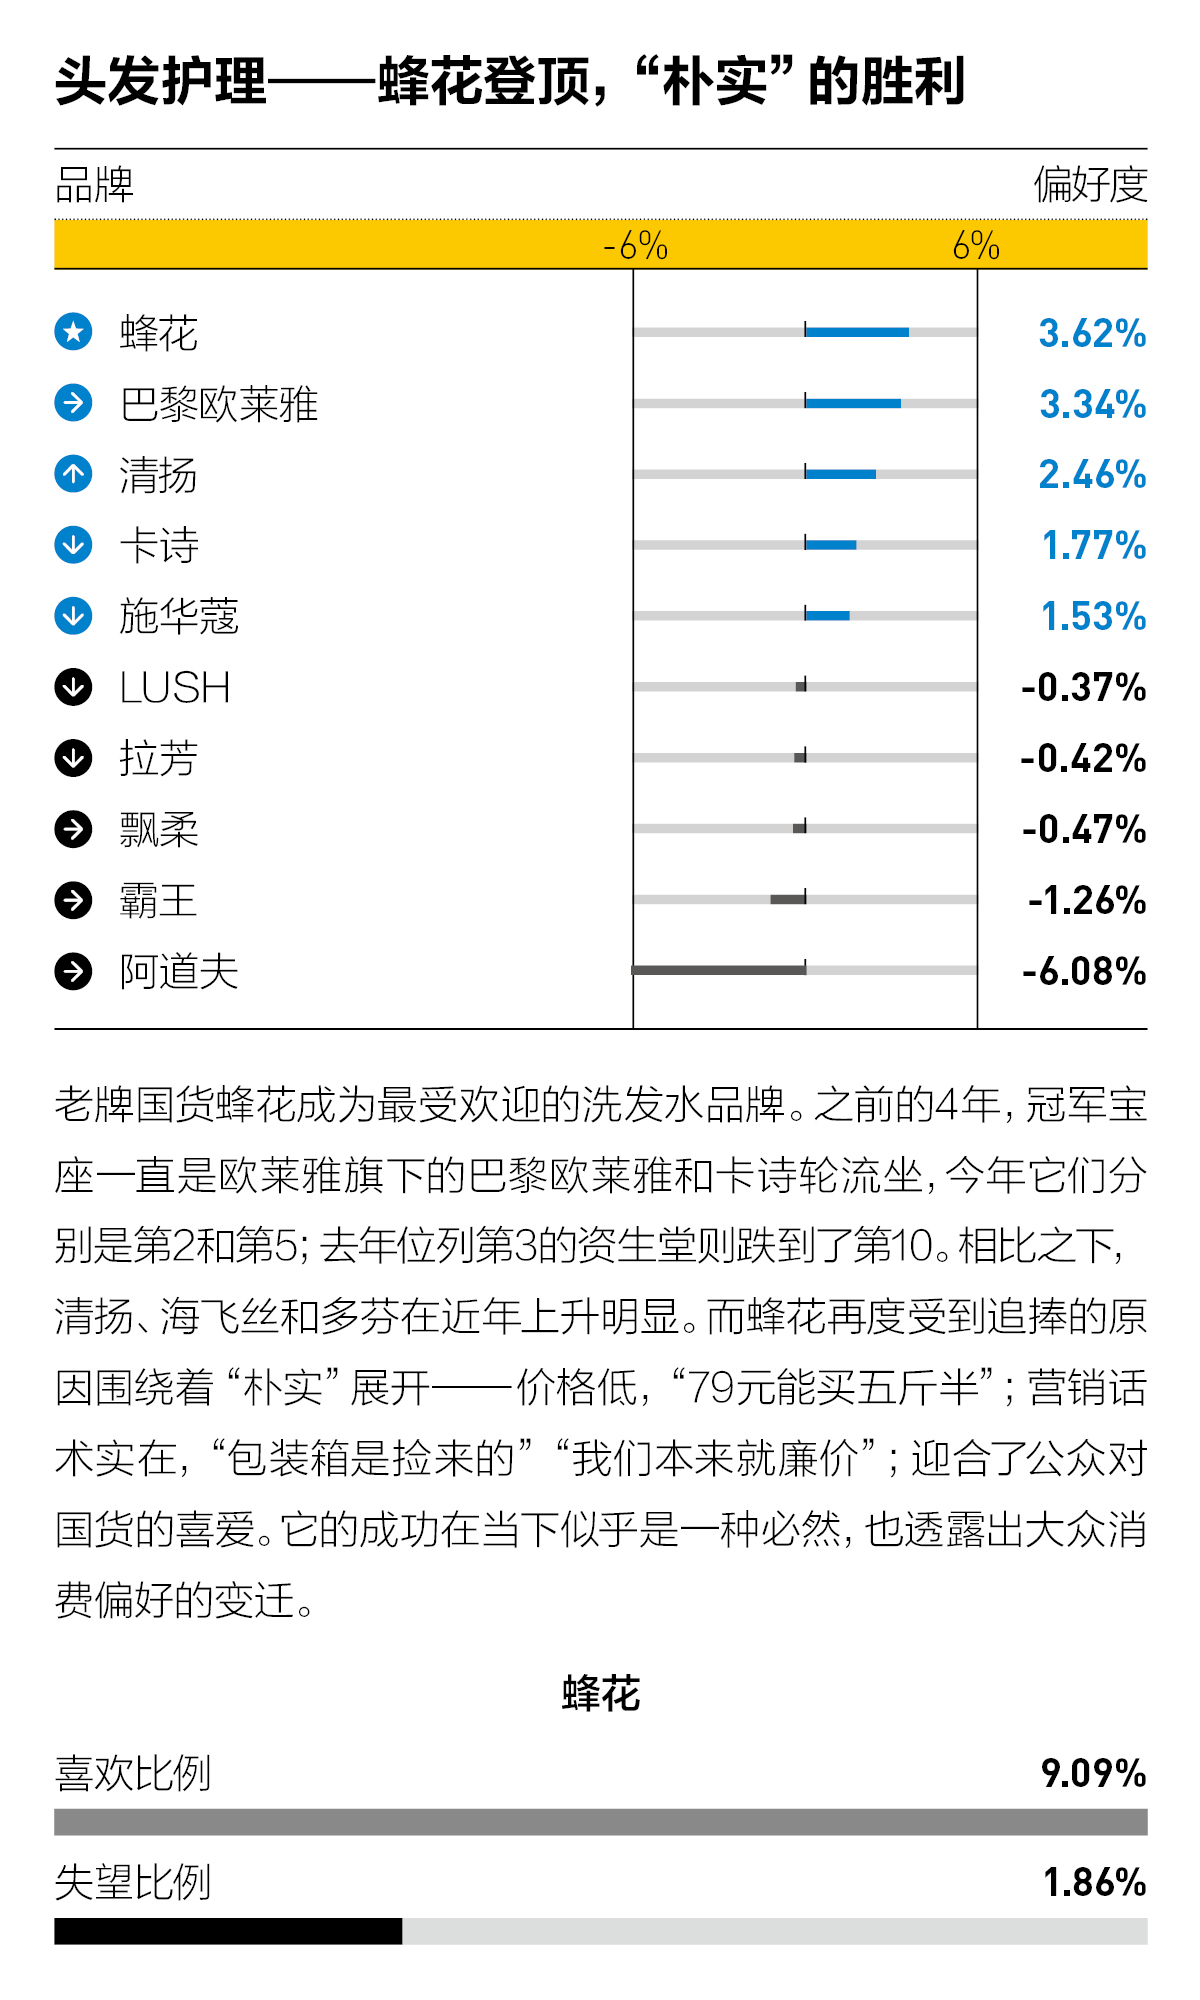 头发护理——蜂花登顶，“朴实”的胜利
品牌 偏好度
-6% 6%
蜂花 3.62%
巴黎欧莱雅 3.34%
清扬 2.46%
卡诗 1.77%
施华蔻 1.53%
LUSH -0.37%
拉芳 -0.42%
飘柔 -0.47%
霸王 -1.26%
阿道夫 -6.08%
老牌国货蜂花成为最受欢迎的洗发水品牌。之前的4年，冠军宝
座一直是欧莱雅旗下的巴黎欧莱雅和卡诗轮流坐，今年它们分
别是第2和第5；去年位列第3的资生堂则跌到了第10。相比之下，
清扬、海飞丝和多芬在近年上升明显。而蜂花再度受到追捧的原
因围绕着“朴实”展开——价格低，“79元能买五斤半”；营销话
术实在，“包装箱是捡来的”“我们本来就廉价”；迎合了公众对
国货的喜爱。它的成功在当下似乎是一种必然，也透露出大众消
费偏好的变迁。
蜂花
喜欢比例 9.09%
失望比例 1.86%